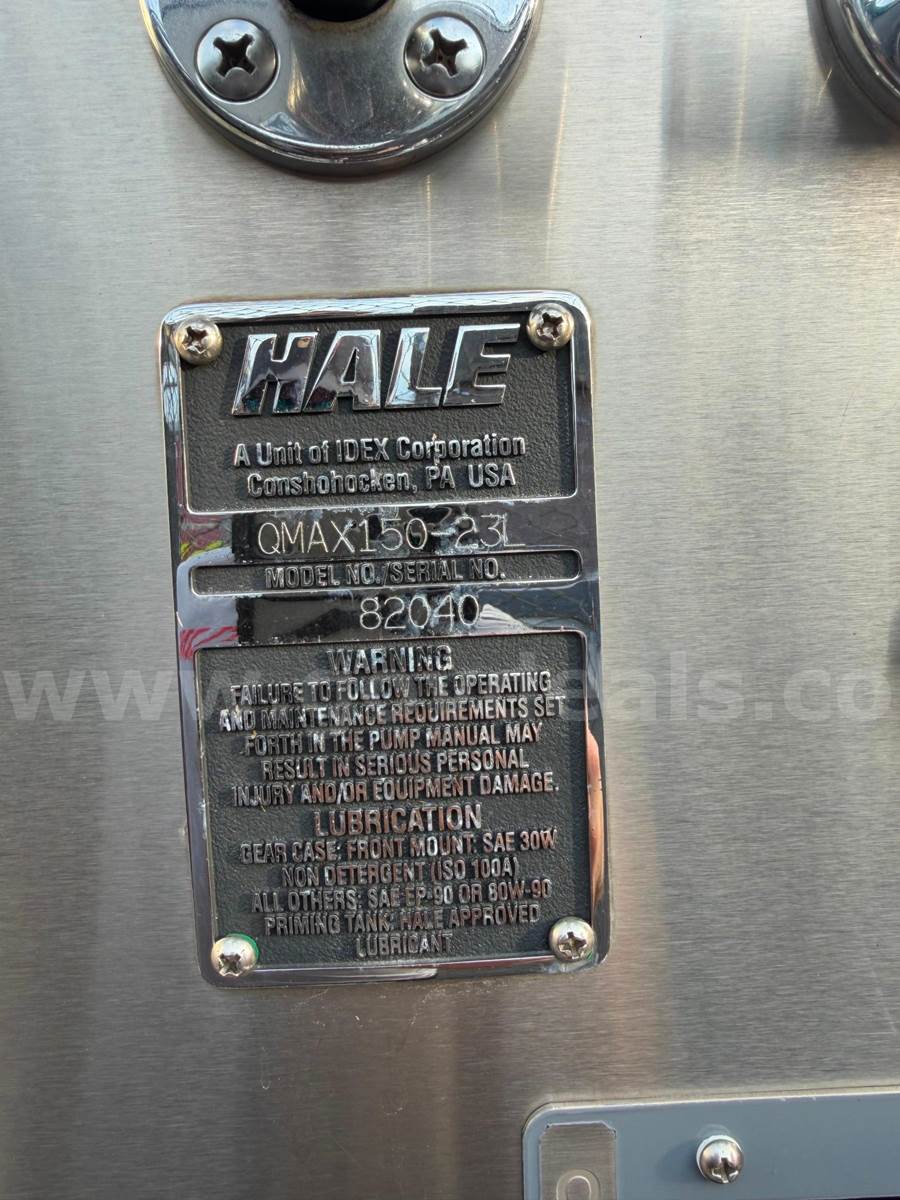 HALE
A Unit of IDEX Corporation
Conshohocken, PA USA
QMAX150-23L
MODEL NO./SERIAL NO.
82040
WARNING
FAILURE TO FOLLOW THE OPERATING
AND MAINTENANCE REQUIREMENTS SET
FORTH IN THE PUMP MANUAL MAY
RESULT IN SERIOUS PERSONAL
INJURY AND/OR EQUIPMENT DAMAGE.
LUBRICATION
GEAR CASE: FRONT MOUNT: SAE 30W
NON DETERGENT (ISO 100A)
ALL OTHERS: SAE EP-90 OR 80W-90
PRIMING TANK: HALE APPROVED
LUBRICANT